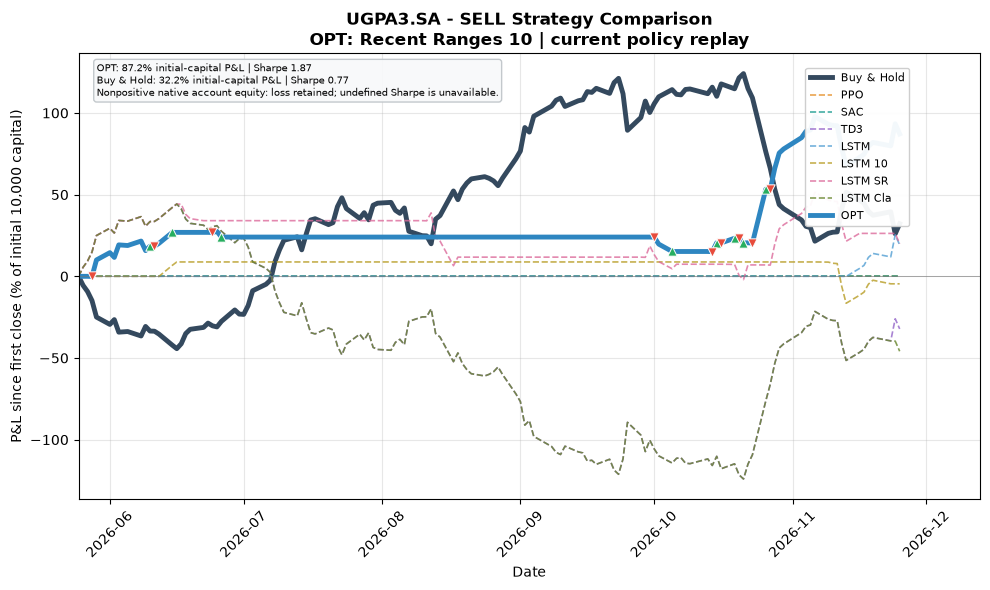 UGPA3.SA - SELL Strategy Comparison
OPT: Recent Ranges 10 | current policy replay
OPT: 87.2% initial-capital P&L | Sharpe 1.87
Buy & Hold: 32.2% initial-capital P&L | Sharpe 0.77
Nonpositive native account equity: loss retained; undefined Sharpe is unavailable.
Buy & Hold
PPO
SAC
TD3
LSTM
LSTM 10
LSTM SR
LSTM Cla
OPT
P&L since first close (% of initial 10,000 capital)
100
50
0
−50
−100
2026-06
2026-07
2026-08
2026-09
2026-10
2026-11
2026-12
Date